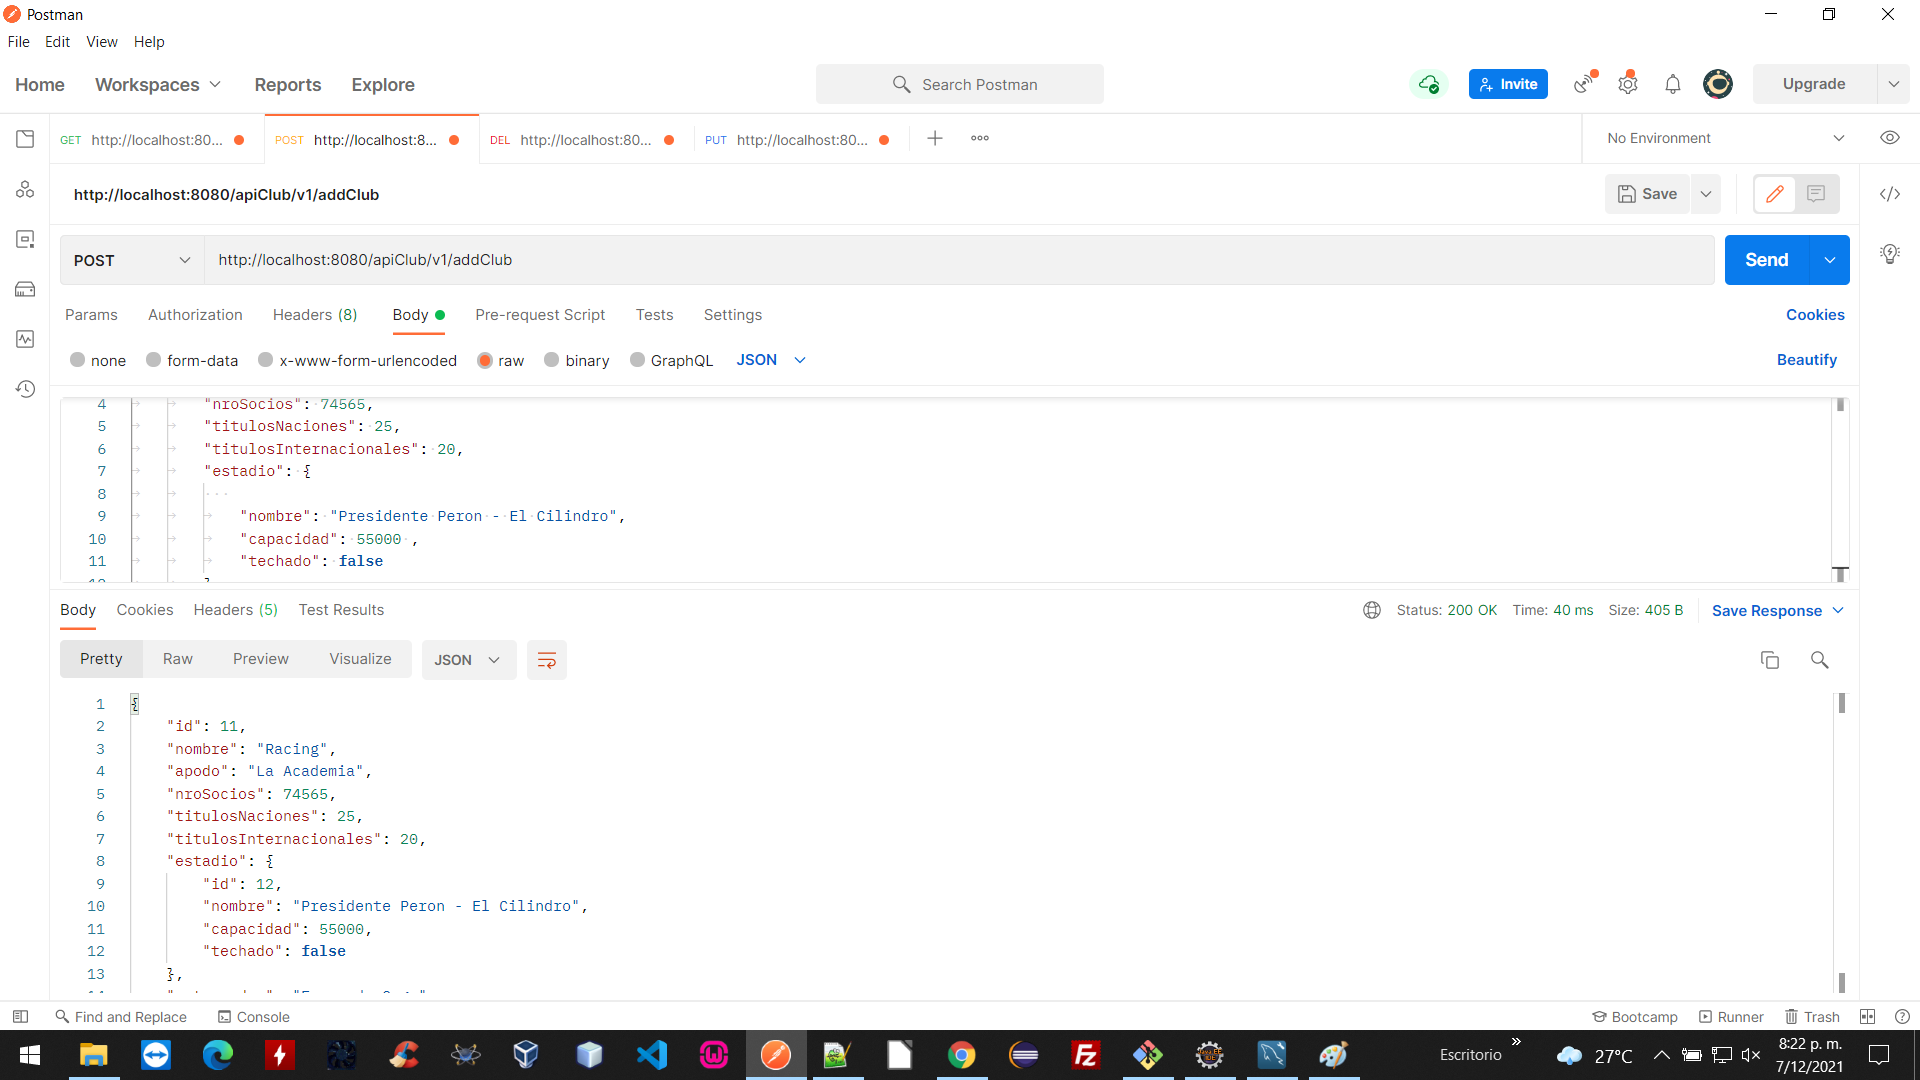 Postman
File Edit View Help
Home Workspaces Reports Explore Search Postman Invite Upgrade
GET http://localhost:80... POST http://localhost:8... DEL http://localhost:80... PUT http://localhost:80... No Environment
http://localhost:8080/apiClub/v1/addClub Save
POST http://localhost:8080/apiClub/v1/addClub Send
Params Authorization Headers (8) Body Pre-request Script Tests Settings Cookies
none form-data x-www-form-urlencoded raw binary GraphQL JSON Beautify
4 "nroSocios": 74565,
5 "titulosNaciones": 25,
6 "titulosInternacionales": 20,
7 "estadio": {
8
9 "nombre": "Presidente Peron - El Cilindro",
10 "capacidad": 55000 ,
11 "techado": false
Body Cookies Headers (5) Test Results Status: 200 OK Time: 40 ms Size: 405 B Save Response
Pretty Raw Preview Visualize JSON
1 {
2 "id": 11,
3 "nombre": "Racing",
4 "apodo": "La Academia",
5 "nroSocios": 74565,
6 "titulosNaciones": 25,
7 "titulosInternacionales": 20,
8 "estadio": {
9 "id": 12,
10 "nombre": "Presidente Peron - El Cilindro",
11 "capacidad": 55000,
12 "techado": false
13 },
Find and Replace Console Bootcamp Runner Trash
Escritorio 27°C 8:22 p. m.
7/12/2021